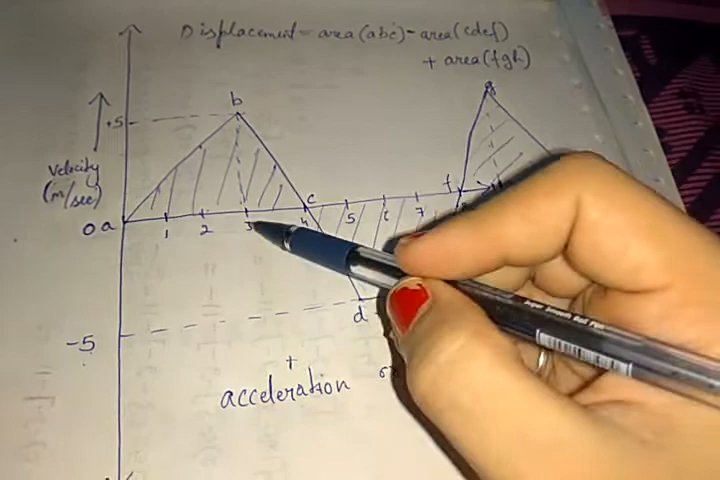 Displacement = area(abc) - area(cdef)
+ area(fgh)
g
b
+5
velocity
(m/sec)
f
c
0 a 1 2 3 4 5 6 7 8
d
-5
+
acceleration